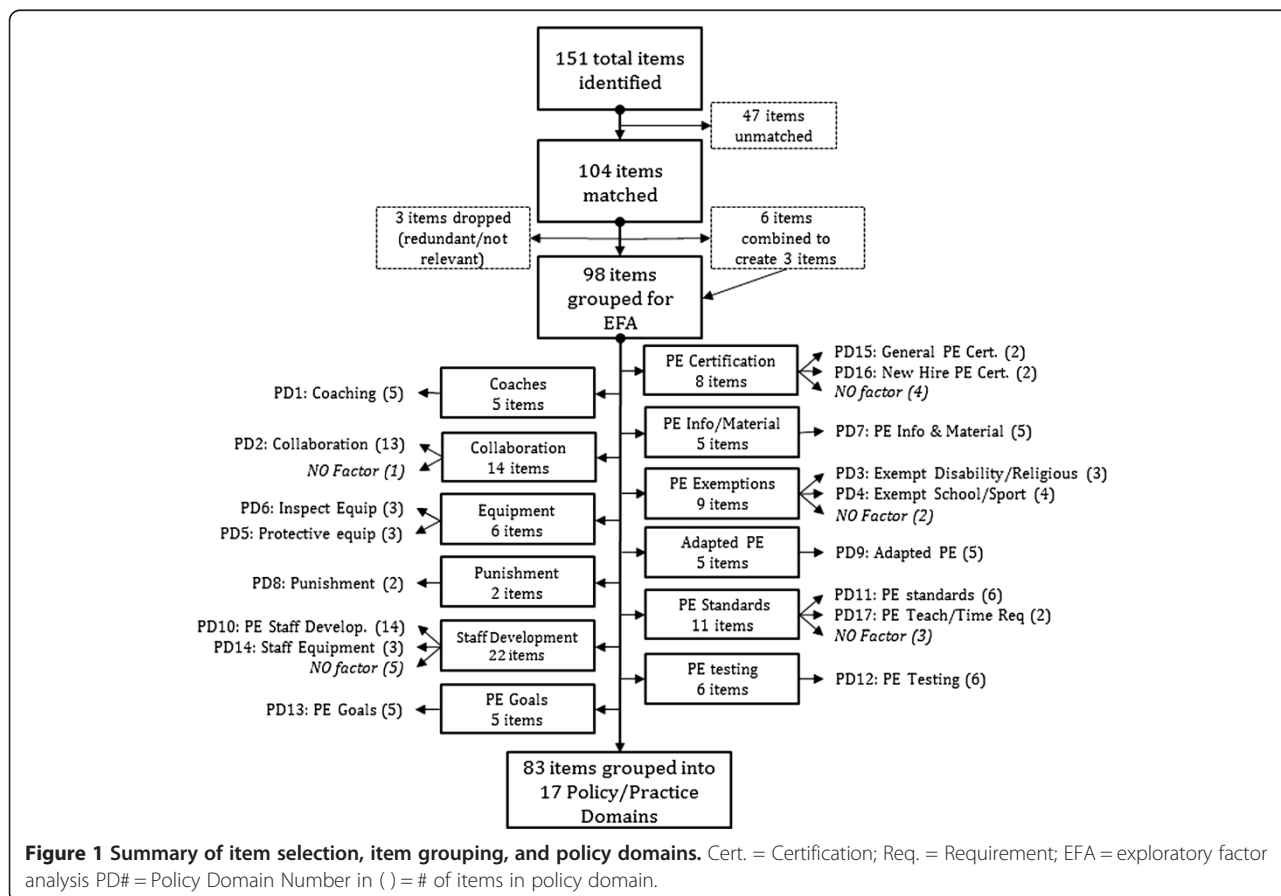 151 total items
identified
47 items
unmatched
104 items
matched
3 items dropped
(redundant/not
relevant)
6 items
combined to
create 3 items
98 items
grouped for
EFA
PD1: Coaching (5)
Coaches
5 items
PD2: Collaboration (13)
NO Factor (1)
Collaboration
14 items
PD6: Inspect Equip (3)
PD5: Protective equip (3)
Equipment
6 items
PD8: Punishment (2)
Punishment
2 items
PD10: PE Staff Develop. (14)
PD14: Staff Equipment (3)
NO factor (5)
Staff Development
22 items
PD13: PE Goals (5)
PE Goals
5 items
PE Certification
8 items
PD15: General PE Cert. (2)
PD16: New Hire PE Cert. (2)
NO factor (4)
PE Info/Material
5 items
PD7: PE Info & Material (5)
PE Exemptions
9 items
PD3: Exempt Disability/Religious (3)
PD4: Exempt School/Sport (4)
NO Factor (2)
Adapted PE
5 items
PD9: Adapted PE (5)
PE Standards
11 items
PD11: PE standards (6)
PD17: PE Teach/Time Req (2)
NO Factor (3)
PE testing
6 items
PD12: PE Testing (6)
83 items grouped into
17 Policy/Practice
Domains
Figure 1 Summary of item selection, item grouping, and policy domains. Cert. = Certification; Req. = Requirement; EFA = exploratory factor
analysis PD# = Policy Domain Number in ( ) = # of items in policy domain.